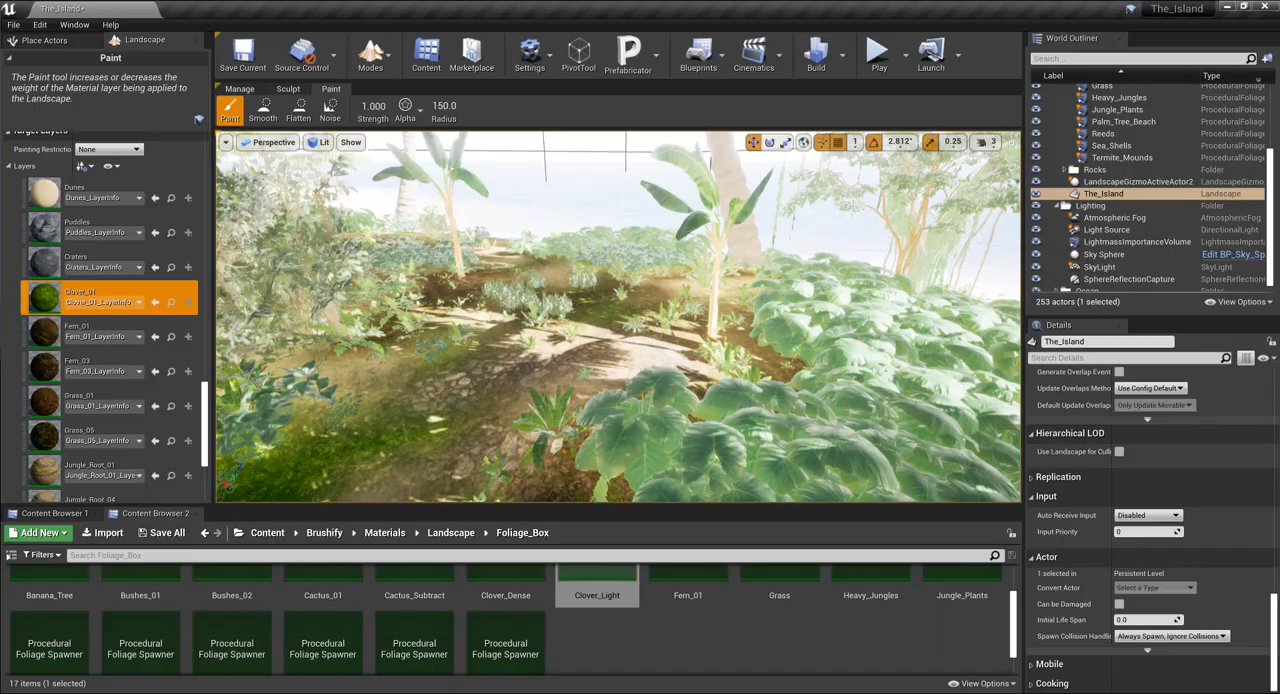 The_Island*
The_Island
File Edit Window Help
Place Actors
Landscape
Paint
The Paint tool increases or decreases the
weight of the Material layer being applied to
the Landscape.
Target Layers
Painting Restrictio
None
Layers
Dunes
Dunes_LayerInfo
Puddles
Puddles_LayerInfo
Craters
Craters_LayerInfo
Clover_01
Clover_01_LayerInfo
Fern_01
Fern_01_LayerInfo
Fern_03
Fern_03_LayerInfo
Grass_01
Grass_01_LayerInfo
Grass_05
Grass_05_LayerInfo
Jungle_Root_01
Jungle_Root_01_Laye
Jungle_Root_04
Save Current
Source Control
Modes
Content
Marketplace
Settings
PivotTool
Prefabricator
Blueprints
Cinematics
Build
Play
Launch
Manage Sculpt Paint
Paint Smooth Flatten Noise
1.000
Strength
Alpha
150.0
Radius
Perspective Lit Show
1 2.812° 0.25 3
World Outliner
Search...
Label Type
Grass ProceduralFoliage
Heavy_Jungles ProceduralFoliage
Jungle_Plants ProceduralFoliage
Palm_Tree_Beach ProceduralFoliage
Reeds ProceduralFoliage
Sea_Shells ProceduralFoliage
Termite_Mounds ProceduralFoliage
Rocks Folder
LandscapeGizmoActiveActor2 LandscapeGizmo
The_Island Landscape
Lighting Folder
Atmospheric Fog AtmosphericFog
Light Source DirectionalLight
LightmassImportanceVolume LightmassImport
Sky Sphere Edit BP_Sky_Sp
SkyLight SkyLight
SphereReflectionCapture SphereReflection
Ocean Folder
253 actors (1 selected)
View Options
Details
The_Island
Search Details
Generate Overlap Event
Update Overlaps Metho Use Config Default
Default Update Overlap Only Update Movable
Hierarchical LOD
Use Landscape for Culli
Replication
Input
Auto Receive Input Disabled
Input Priority 0
Actor
1 selected in Persistent Level
Convert Actor Select a Type
Can be Damaged
Initial Life Span 0.0
Spawn Collision Handli Always Spawn, Ignore Collisions
Mobile
Cooking
Content Browser 1
Content Browser 2
Add New Import Save All
Content Brushify Materials Landscape Foliage_Box
Filters Search Foliage_Box
Banana_Tree Bushes_01 Bushes_02 Cactus_01 Cactus_Subtract Clover_Dense Clover_Light Fern_01 Grass Heavy_Jungles Jungle_Plants
Procedural Procedural Procedural Procedural Procedural Procedural
Foliage Spawner Foliage Spawner Foliage Spawner Foliage Spawner Foliage Spawner Foliage Spawner
17 items (1 selected)
View Options